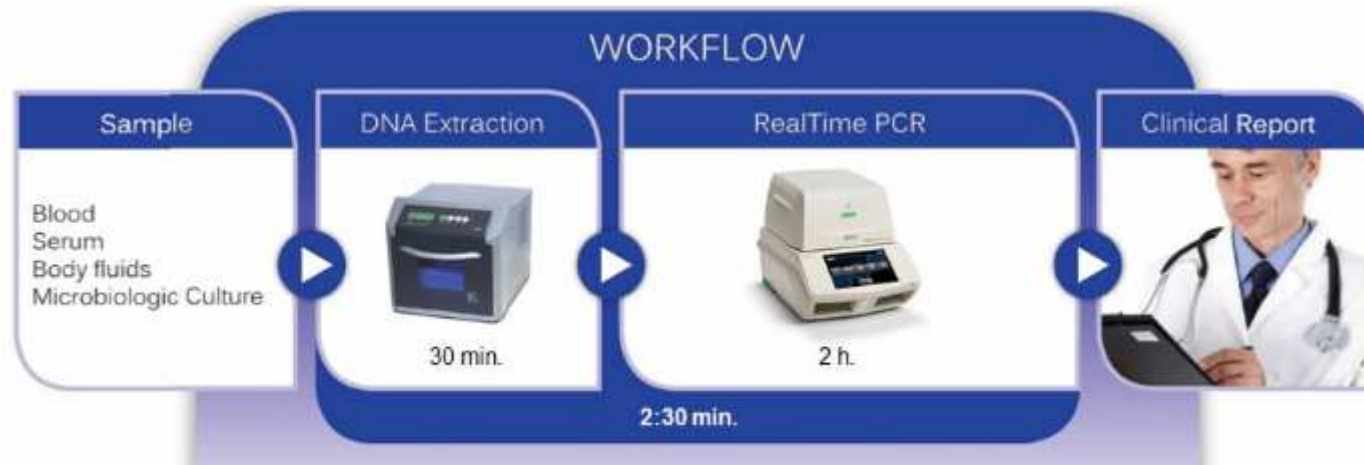 WORKFLOW
Sample
Blood
Serum
Body fluids
Microbiologic Culture
DNA Extraction
30 min.
RealTime PCR
2 h.
Clinical Report
2:30 min.